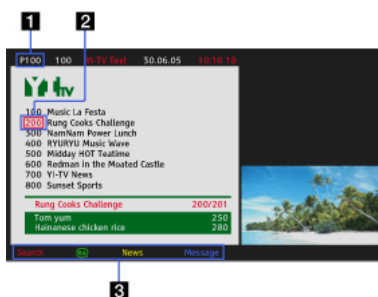 1 2
P100 100 YI-TV Text 30.06.05 10:10 10
Yi tv
100 Music La Festa
200 Rung Cooks Challenge
300 NamNam Power Lunch
400 RYURYU Music Wave
500 Midday HOT Teatime
600 Redman in the Moated Castle
700 YI-TV News
800 Sunset Sports
Rung Cooks Challenge 200/201
Tom yum 250
Hainanese chicken rice 280
Search News Message
3